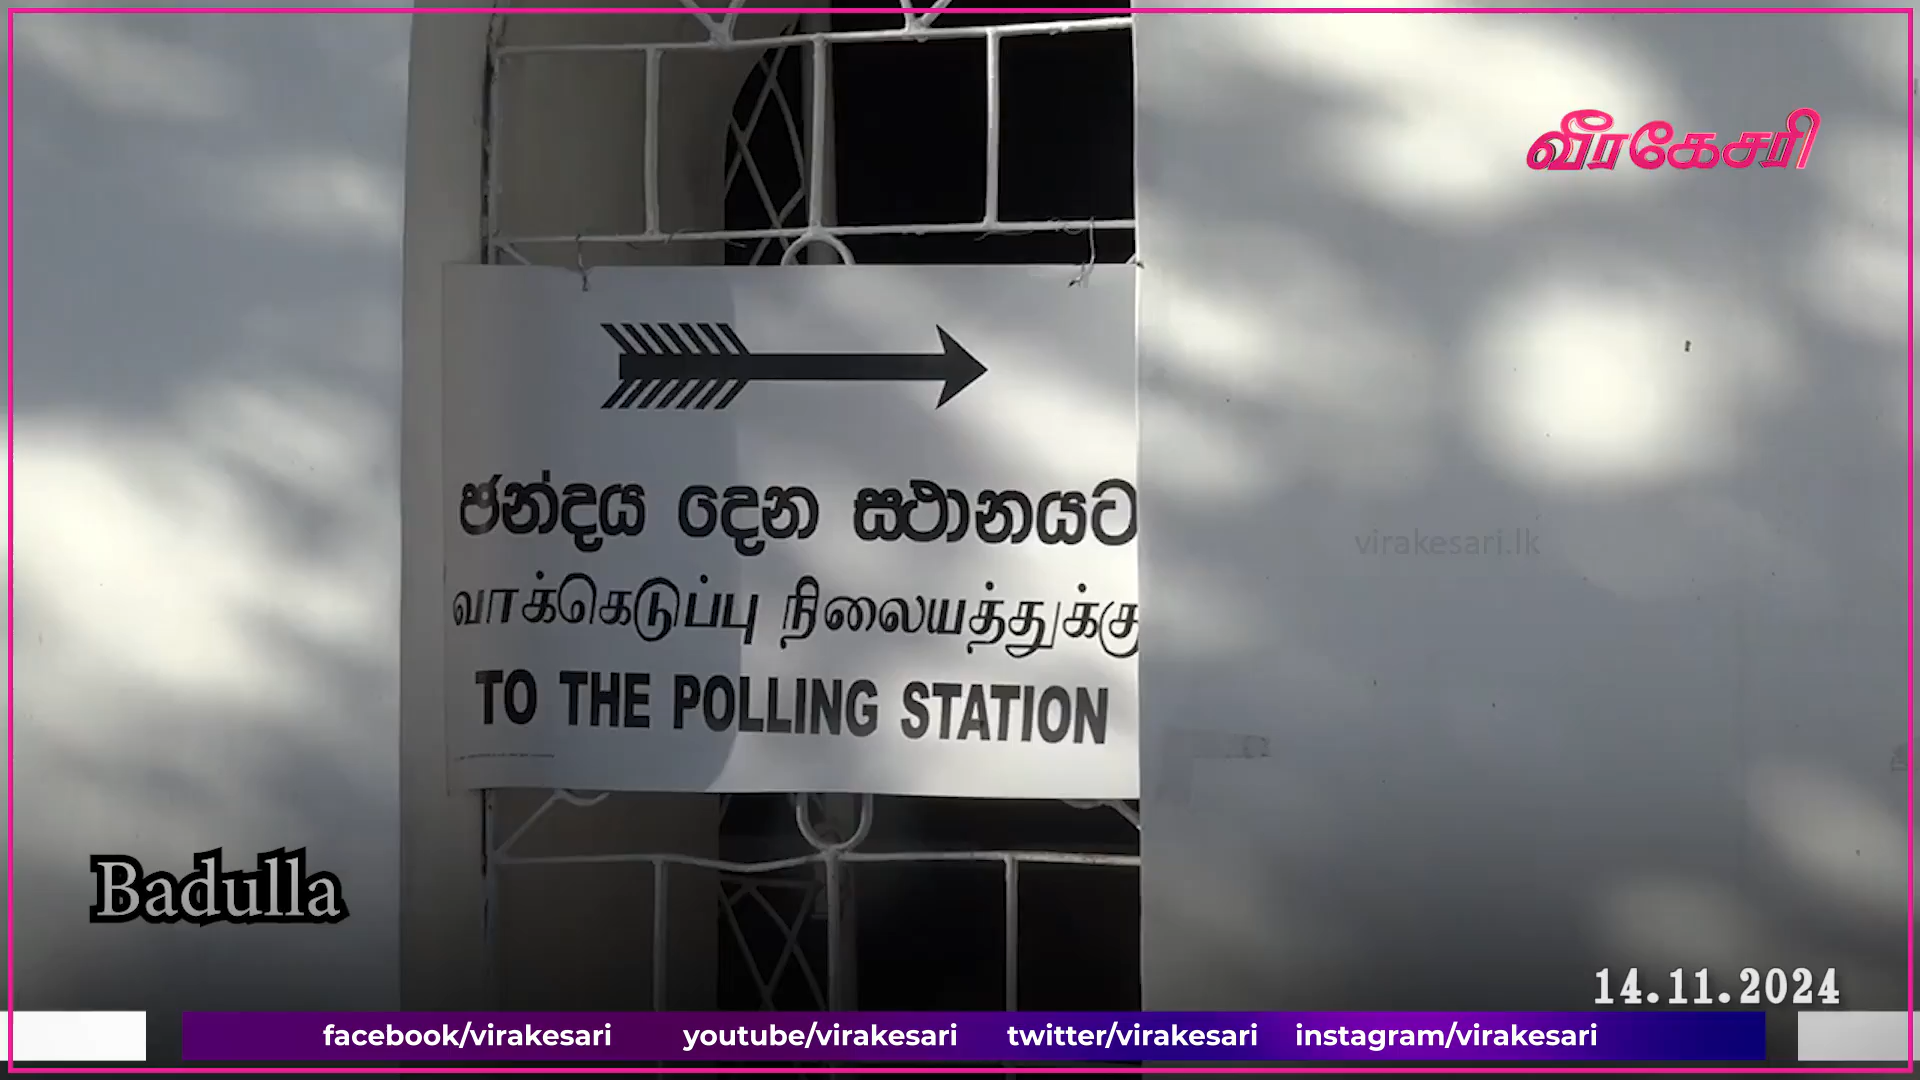 வீரகேசரி
ඡන්දය දෙන ස්ථානයට
வாக்கெடுப்பு நிலையத்துக்கு
TO THE POLLING STATION
virakesari.lk
Badulla
14.11.2024
facebook/virakesari youtube/virakesari twitter/virakesari instagram/virakesari